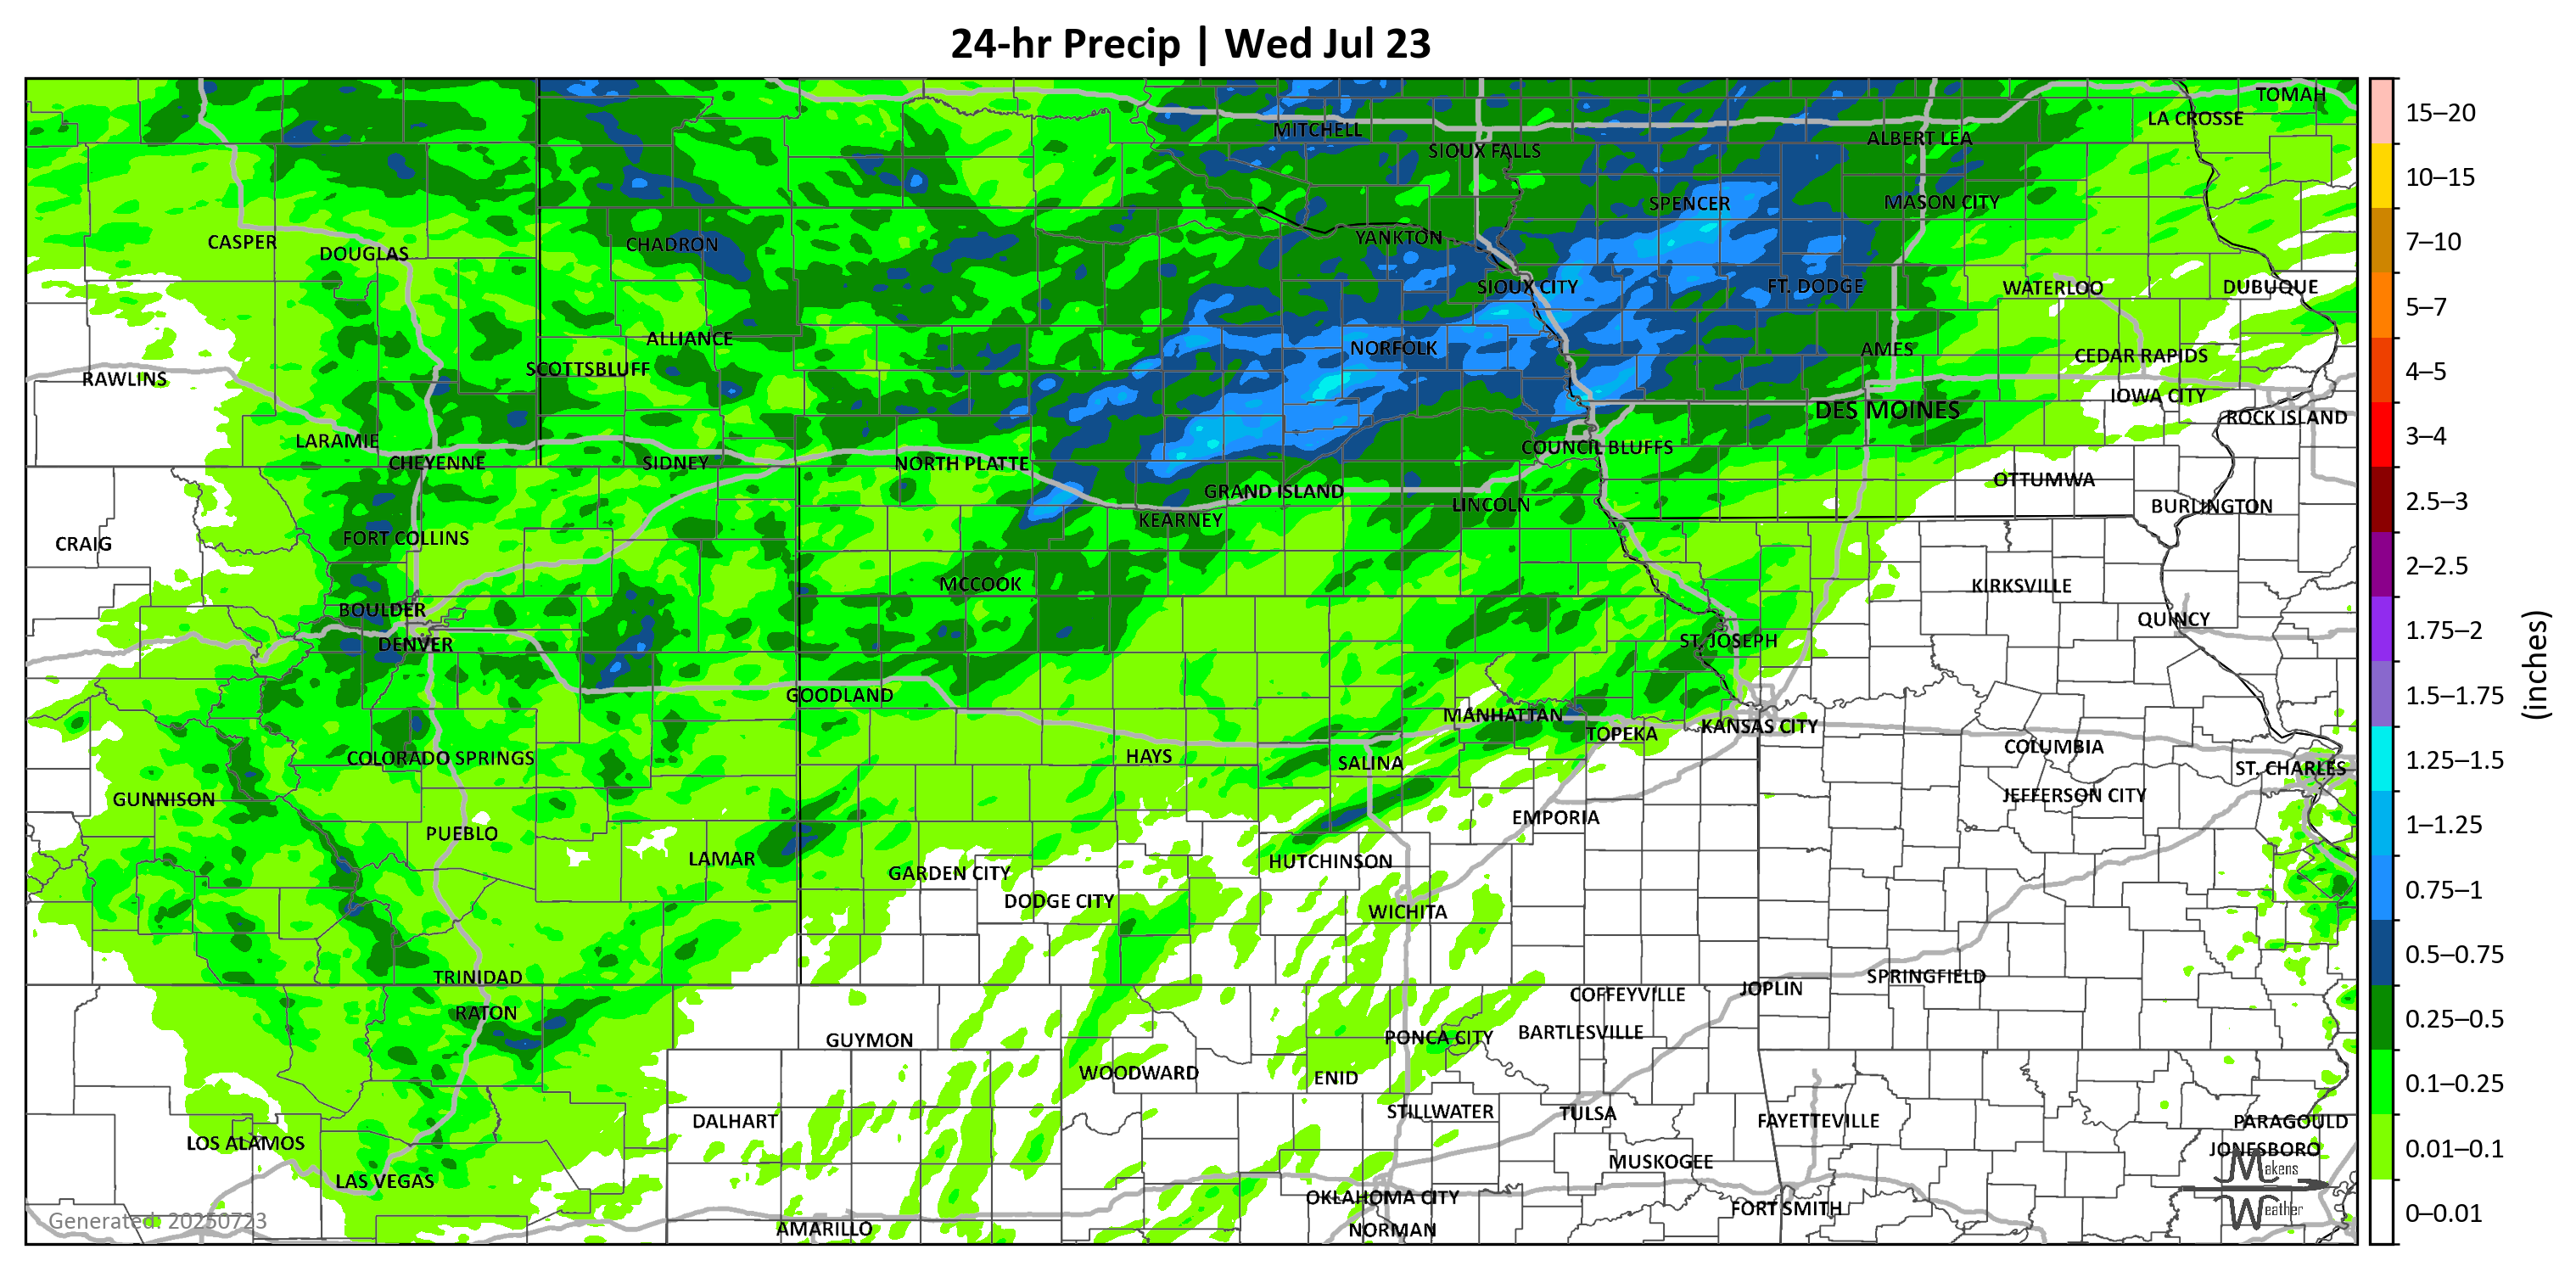 24-hr Precip | Wed Jul 23
TOMAH
LA CROSSE
MITCHELL
ALBERT LEA
SIOUX FALLS
SPENCER
MASON CITY
CASPER
DOUGLAS
CHADRON
YANKTON
SIOUX CITY
FT. DODGE
WATERLOO
DUBUQUE
ALLIANCE
NORFOLK
AMES
CEDAR RAPIDS
SCOTTSBLUFF
RAWLINS
IOWA CITY
DES MOINES
ROCK ISLAND
LARAMIE
COUNCIL BLUFFS
CHEYENNE
SIDNEY
NORTH PLATTE
OTTUMWA
GRAND ISLAND
LINCOLN
BURLINGTON
KEARNEY
CRAIG
FORT COLLINS
MCCOOK
KIRKSVILLE
BOULDER
QUINCY
DENVER
ST. JOSEPH
GOODLAND
MANHATTAN
TOPEKA
KANSAS CITY
COLORADO SPRINGS
HAYS
SALINA
COLUMBIA
ST. CHARLES
GUNNISON
JEFFERSON CITY
PUEBLO
EMPORIA
LAMAR
HUTCHINSON
GARDEN CITY
DODGE CITY
WICHITA
TRINIDAD
SPRINGFIELD
COFFEYVILLE
JOPLIN
RATON
GUYMON
PONCA CITY
BARTLESVILLE
WOODWARD
ENID
DALHART
STILLWATER
TULSA
FAYETTEVILLE
PARAGOULD
LOS ALAMOS
JONESBORO
MUSKOGEE
LAS VEGAS
OKLAHOMA CITY
FORT SMITH
AMARILLO
NORMAN
Generated: 20250723
Makens
Weather
15–20
10–15
7–10
5–7
4–5
3–4
2.5–3
2–2.5
1.75–2
1.5–1.75
1.25–1.5
1–1.25
0.75–1
0.5–0.75
0.25–0.5
0.1–0.25
0.01–0.1
0–0.01
(inches)